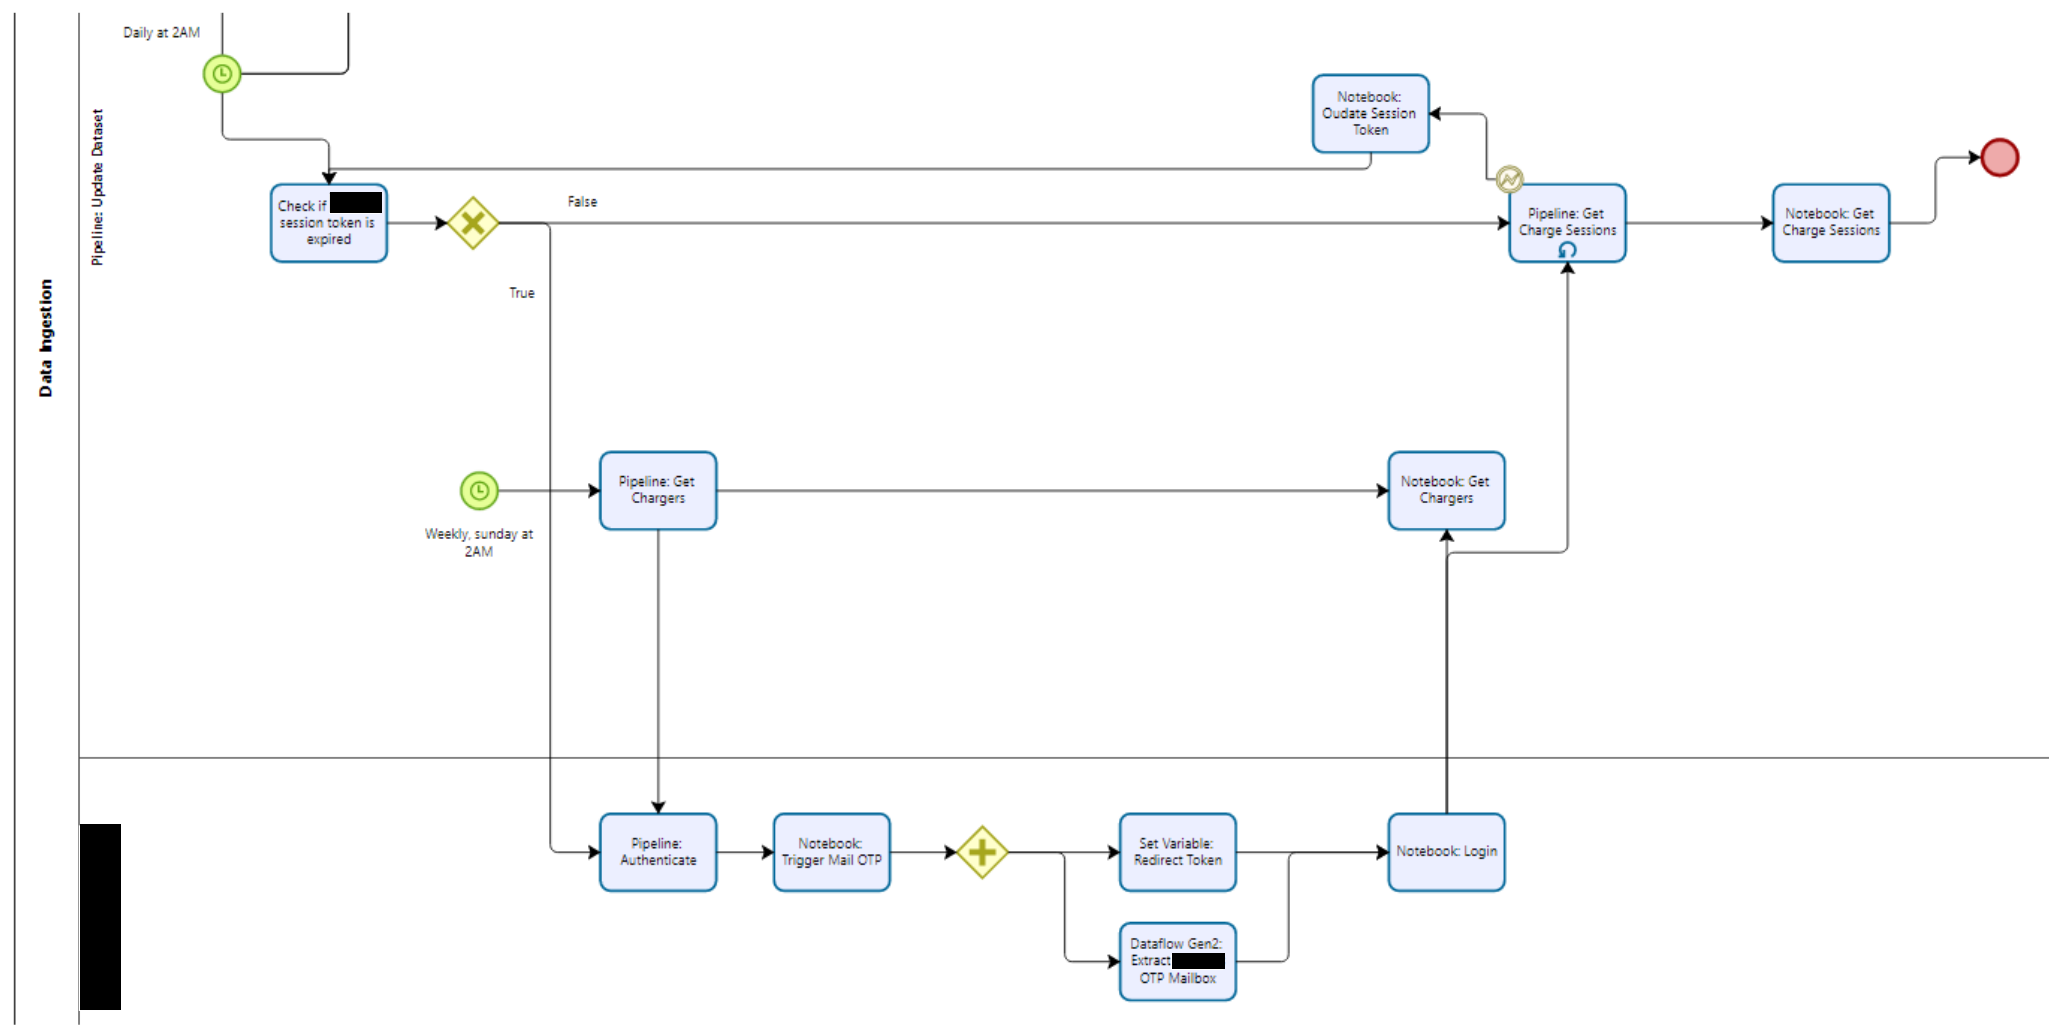 Daily at 2AM
Data Ingestion
Pipeline: Update Dataset
Notebook:
Oudate Session
Token
Check if
session token is
expired
False
True
Pipeline: Get
Charge Sessions
Notebook: Get
Charge Sessions
Weekly, sunday at
2AM
Pipeline: Get
Chargers
Notebook: Get
Chargers
Pipeline:
Authenticate
Notebook:
Trigger Mail OTP
Set Variable:
Redirect Token
Notebook: Login
Dataflow Gen2:
Extract
OTP Mailbox